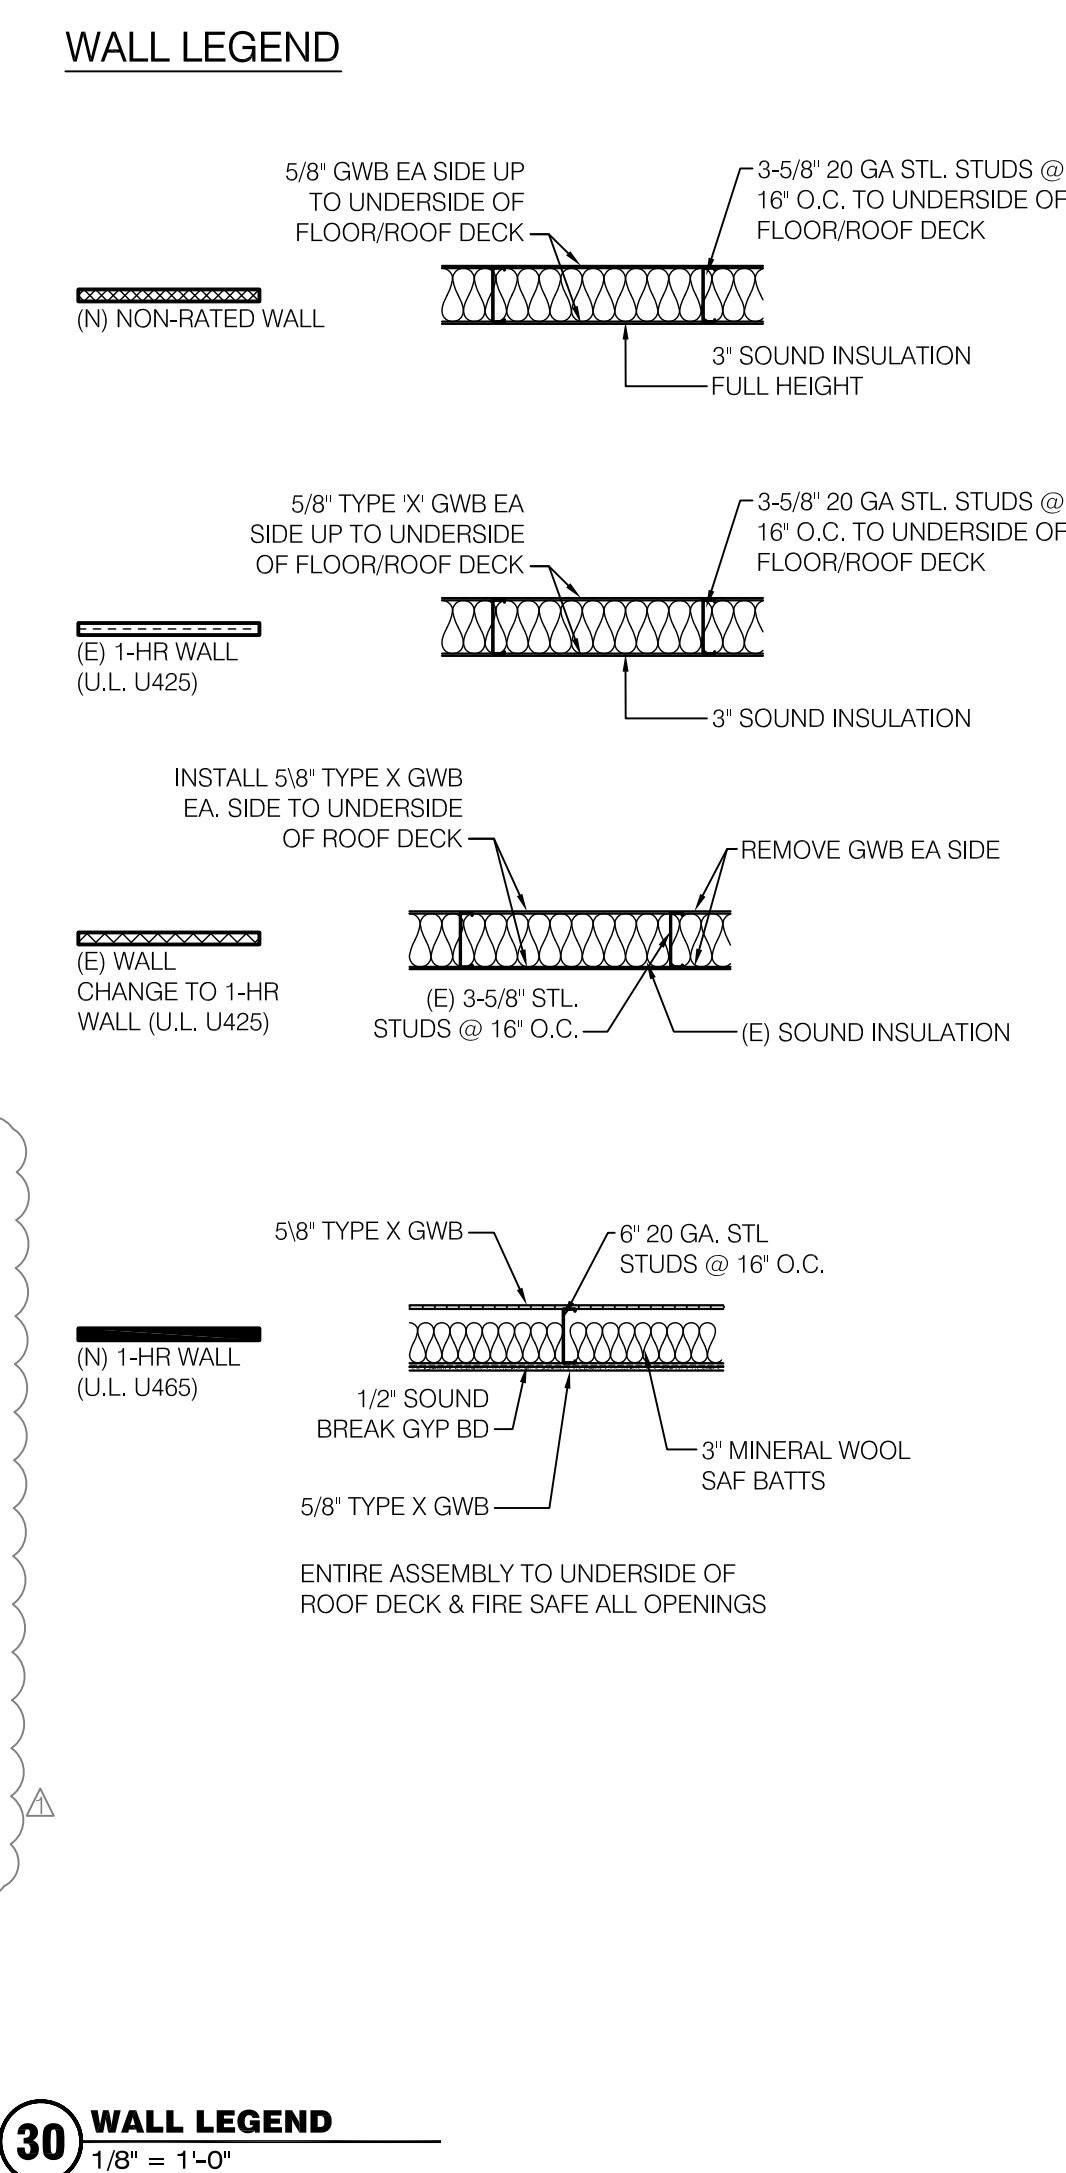 WALL LEGEND
5/8" GWB EA SIDE UP
TO UNDERSIDE OF
FLOOR/ROOF DECK
3-5/8" 20 GA STL. STUDS @
16" O.C. TO UNDERSIDE OF
FLOOR/ROOF DECK
(N) NON-RATED WALL
3" SOUND INSULATION
FULL HEIGHT
5/8" TYPE 'X' GWB EA
SIDE UP TO UNDERSIDE
OF FLOOR/ROOF DECK
3-5/8" 20 GA STL. STUDS @
16" O.C. TO UNDERSIDE OF
FLOOR/ROOF DECK
(E) 1-HR WALL
(U.L. U425)
3" SOUND INSULATION
INSTALL 5\8" TYPE X GWB
EA. SIDE TO UNDERSIDE
OF ROOF DECK
REMOVE GWB EA SIDE
(E) WALL
CHANGE TO 1-HR
WALL (U.L. U425)
(E) 3-5/8" STL.
STUDS @ 16" O.C.
(E) SOUND INSULATION
5\8" TYPE X GWB
6" 20 GA. STL
STUDS @ 16" O.C.
(N) 1-HR WALL
(U.L. U465)
1/2" SOUND
BREAK GYP BD
3" MINERAL WOOL
SAF BATTS
5/8" TYPE X GWB
ENTIRE ASSEMBLY TO UNDERSIDE OF
ROOF DECK & FIRE SAFE ALL OPENINGS
1
30
WALL LEGEND
1/8" = 1'-0"